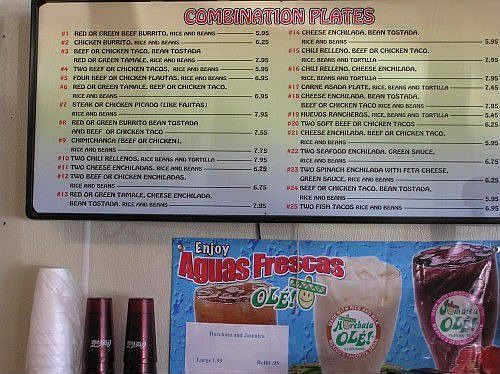 COMBINATION PLATES
#1 RED OR GREEN BEEF BURRITO, RICE AND BEANS 5.95
#2 CHICKEN BURRITO, RICE AND BEANS 6.25
#3 BEEF OR CHICKEN TACO, BEAN TOSTADA
RED OR GREEN TAMALE, RICE AND BEANS 7.95
#4 TWO BEEF OR CHICKEN TACOS, RICE AND BEANS 5.95
#5 FOUR BEEF OR CHICKEN FLAUTAS, RICE AND BEANS 6.95
#6 RED OR GREEN TAMALE, BEEF OR CHICKEN TACO,
RICE AND BEANS 6.95
#7 STEAK OR CHICKEN PICADO (LIKE FAJITAS)
RICE AND BEANS 7.95
#8 RED OR GREEN BURRITO BEAN TOSTADA
AND BEEF OR CHICKEN TACO 7.55
#9 CHIMICHANGA (BEEF OR CHICKEN),
RICE AND BEANS 7.75
#10 TWO CHILI RELLENOS, RICE BEANS AND TORTILLA 7.95
#11 TWO CHEESE ENCHILADAS, RICE AND BEANS 6.25
#12 TWO BEEF OR CHICKEN ENCHILADAS,
RICE AND BEANS 6.75
#13 RED OR GREEN TAMALE, CHEESE ENCHILADA,
BEAN TOSTADA, RICE AND BEANS 7.95
#14 CHEESE ENCHILADA, BEAN TOSTADA,
RICE AND BEANS 5.95
#15 CHILI RELLENO, BEEF OR CHICKEN TACO,
RICE, BEANS AND TORTILLA 7.95
#16 CHILI RELLENO, CHEESE ENCHILADA,
RICE, BEANS AND TORTILLA 7.95
#17 CARNE ASADA PLATE, RICE, BEANS AND TORTILLA 7.45
#18 CHEESE ENCHILADA, BEAN TOSTADA,
BEEF OR CHICKEN TACO RICE AND BEANS 7.95
#19 HUEVOS RANCHEROS, RICE, BEANS AND TORTILLA 5.45
#20 TWO SOFT BEEF OR CHICKEN TACOS 6.25
#21 CHEESE ENCHILADA, BEEF OR CHICKEN TACO,
RICE AND BEANS 5.95
#22 TWO SEAFOOD ENCHILADA, GREEN SAUCE,
RICE AND BEANS 6.75
#23 TWO SPINACH ENCHILADA WITH FETA CHEESE,
GREEN SAUCE, RICE AND BEANS 6.25
#24 BEEF OR CHICKEN TACO, BEAN TOSTADA,
RICE AND BEANS 5.95
#25 TWO FISH TACOS RICE AND BEANS 6.95
Enjoy
Aguas Frescas
OLÉ!
Horchata
OLÉ!
Jamaica
OLÉ!
Horchata and Jamaica
Large 1.99 Refill .95